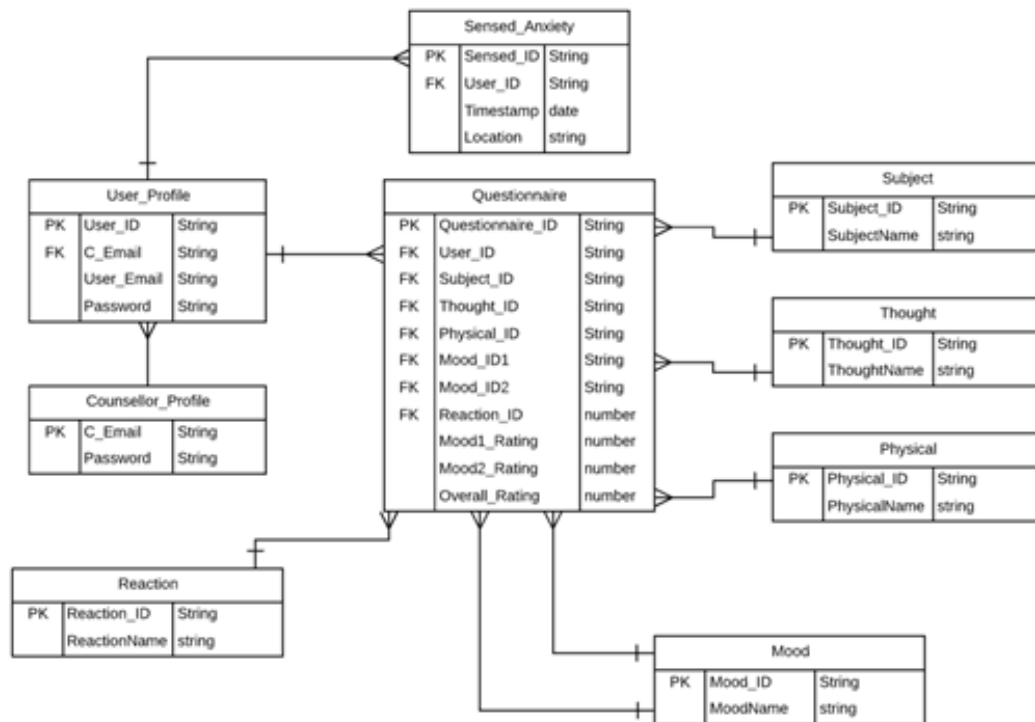 Sensed_Anxiety
PK Sensed_ID String
FK User_ID String
Timestamp date
Location string
User_Profile
PK User_ID String
FK C_Email String
User_Email String
Password String
Questionnaire
PK Questionnaire_ID String
FK User_ID String
FK Subject_ID String
FK Thought_ID String
FK Physical_ID String
FK Mood_ID1 String
FK Mood_ID2 String
FK Reaction_ID number
Mood1_Rating number
Mood2_Rating number
Overall_Rating number
Subject
PK Subject_ID String
SubjectName string
Thought
PK Thought_ID String
ThoughtName string
Counsellor_Profile
PK C_Email String
Password String
Physical
PK Physical_ID String
PhysicalName string
Reaction
PK Reaction_ID String
ReactionName string
Mood
PK Mood_ID String
MoodName string